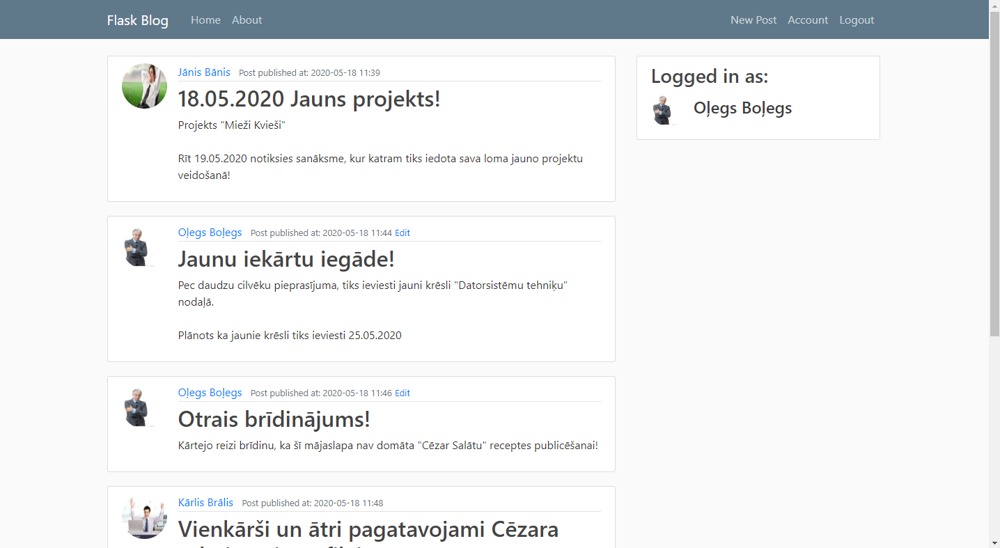 Flask Blog Home About New Post Account Logout
Jānis Bānis Post published at: 2020-05-18 11:39
18.05.2020 Jauns projekts!
Projekts "Mieži Kvieši"
Rīt 19.05.2020 notiksies sanāksme, kur katram tiks iedota sava loma jauno projektu
veidošanā!
Logged in as:
Oļegs Boļegs
Oļegs Boļegs Post published at: 2020-05-18 11:44 Edit
Jaunu iekārtu iegāde!
Pec daudzu cilvēku pieprasījuma, tiks ieviesti jauni krēsli "Datorsistēmu tehniķu"
nodaļā.
Plānots ka jaunie krēsli tiks ieviesti 25.05.2020
Oļegs Boļegs Post published at: 2020-05-18 11:46 Edit
Otrais brīdinājums!
Kārtejo reizi brīdinu, ka šī mājaslapa nav domāta "Cēzar Salātu" receptes publicēšanai!
Kārlis Brālis Post published at: 2020-05-18 11:48
Vienkārši un ātri pagatavojami Cēzara